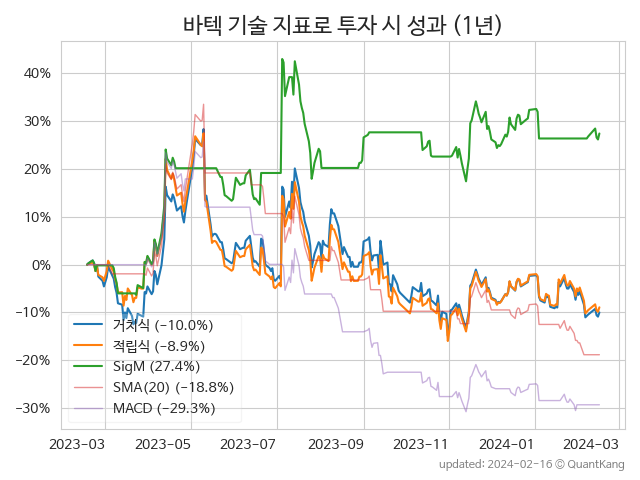 바텍 기술 지표로 투자 시 성과 (1년)
40%
30%
20%
10%
0%
−10%
−20%
−30%
거치식 (−10.0%)
적립식 (−8.9%)
SigM (27.4%)
SMA(20) (−18.8%)
MACD (−29.3%)
2023−03 2023−05 2023−07 2023−09 2023−11 2024−01 2024−03
updated: 2024−02−16 © QuantKang